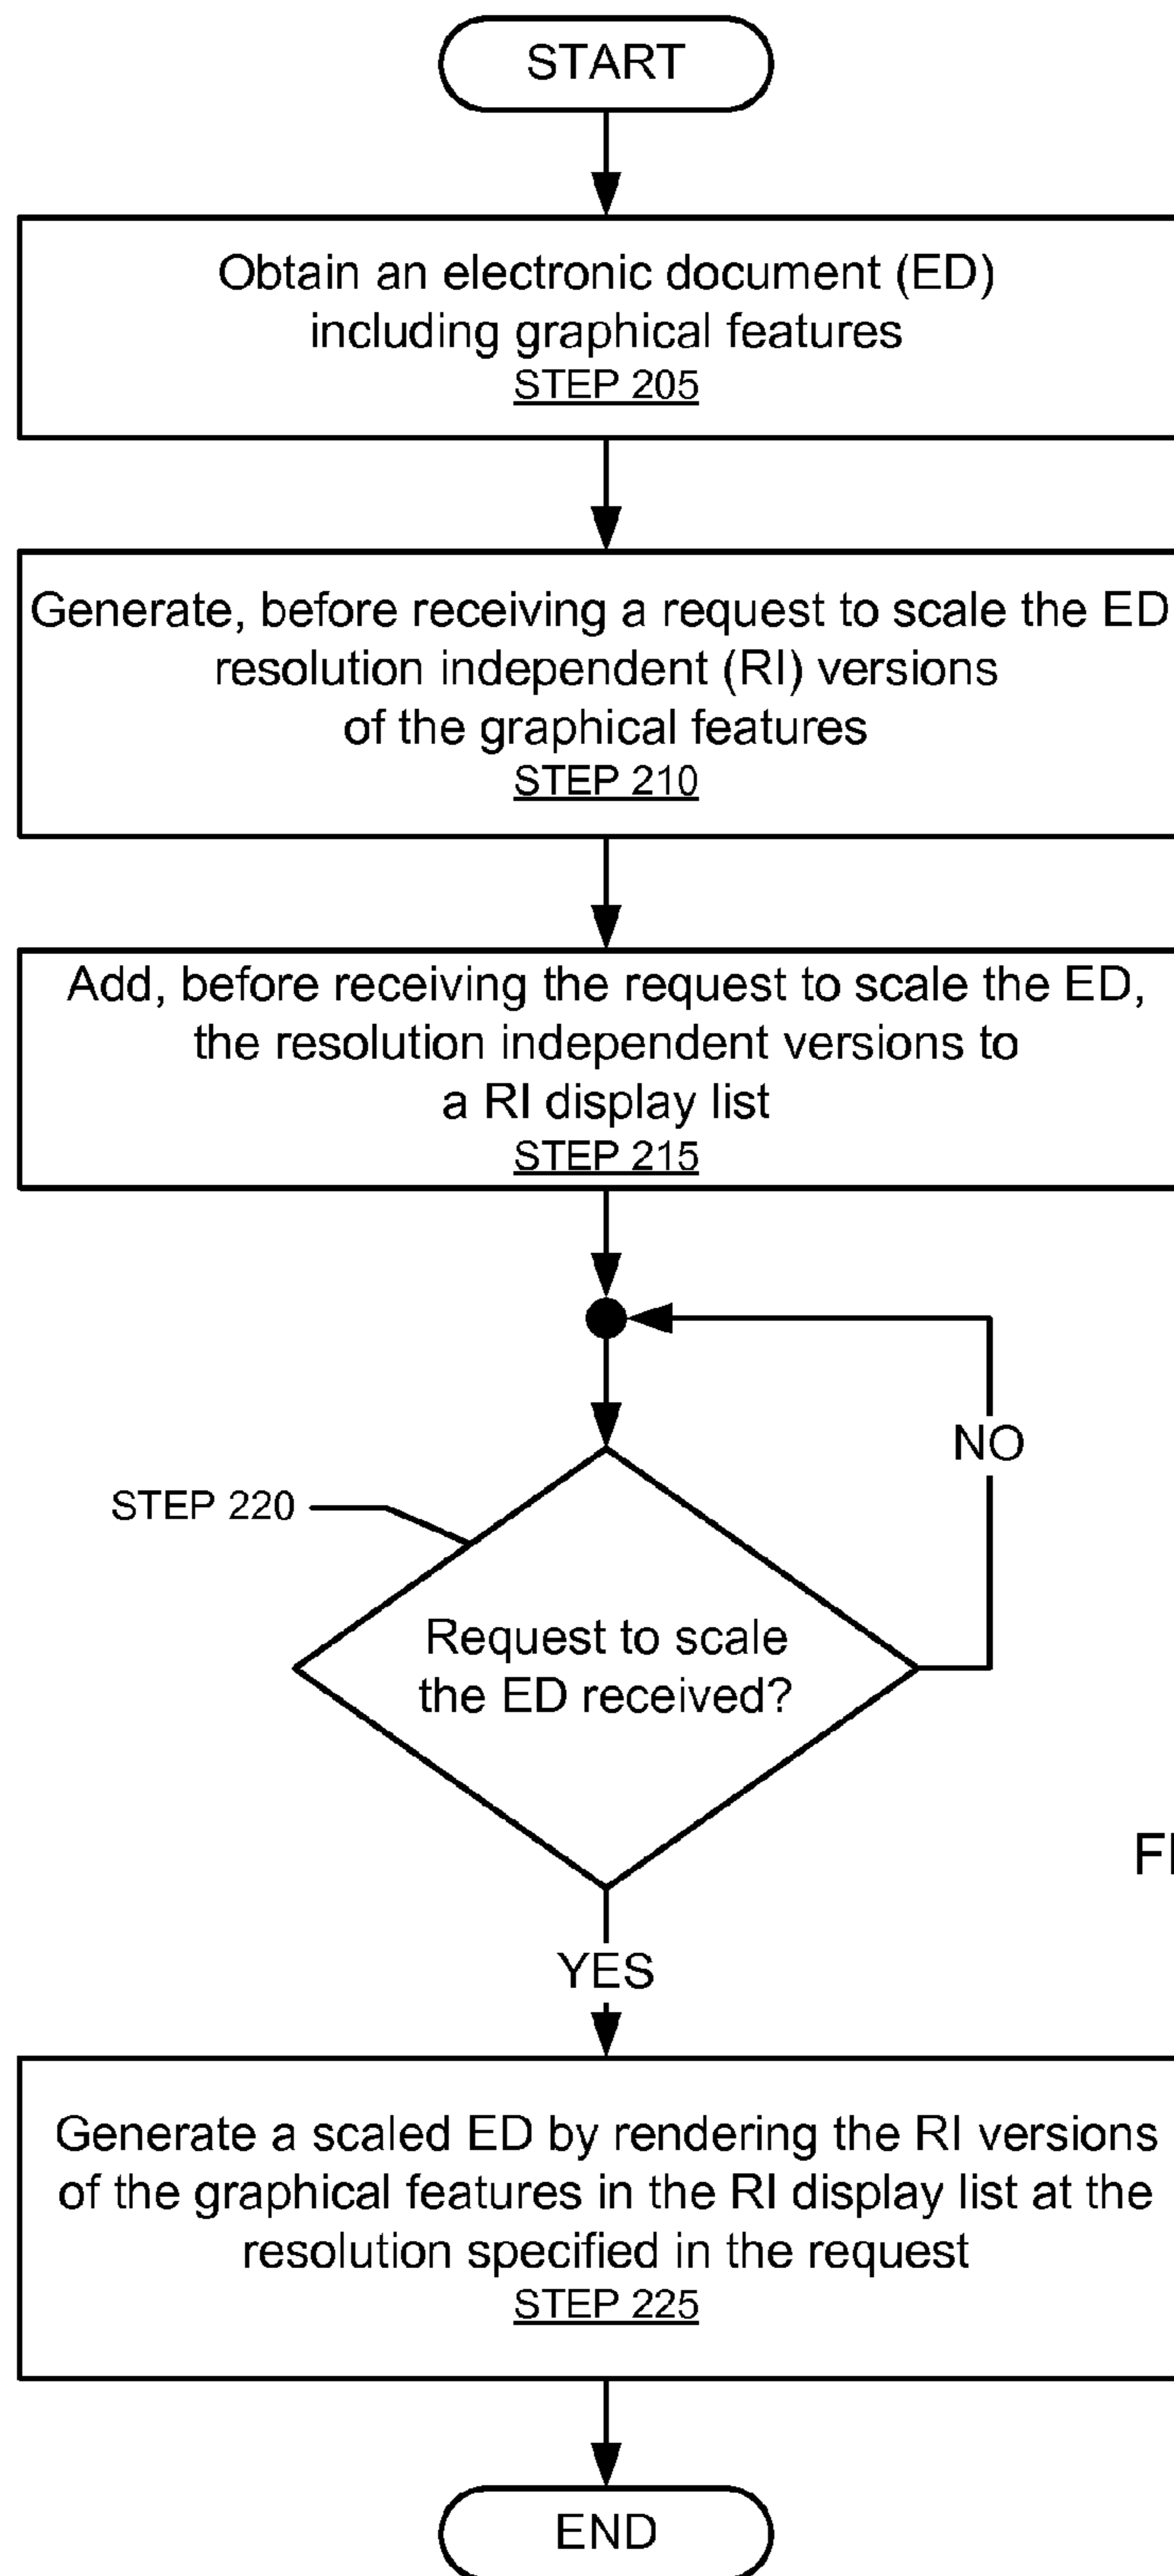 START
Obtain an electronic document (ED)
including graphical features
STEP 205
Generate, before receiving a request to scale the ED
resolution independent (RI) versions
of the graphical features
STEP 210
Add, before receiving the request to scale the ED,
the resolution independent versions to
a RI display list
STEP 215
NO
STEP 220
Request to scale
the ED received?
YES
Generate a scaled ED by rendering the RI versions
of the graphical features in the RI display list at the
resolution specified in the request
STEP 225
END